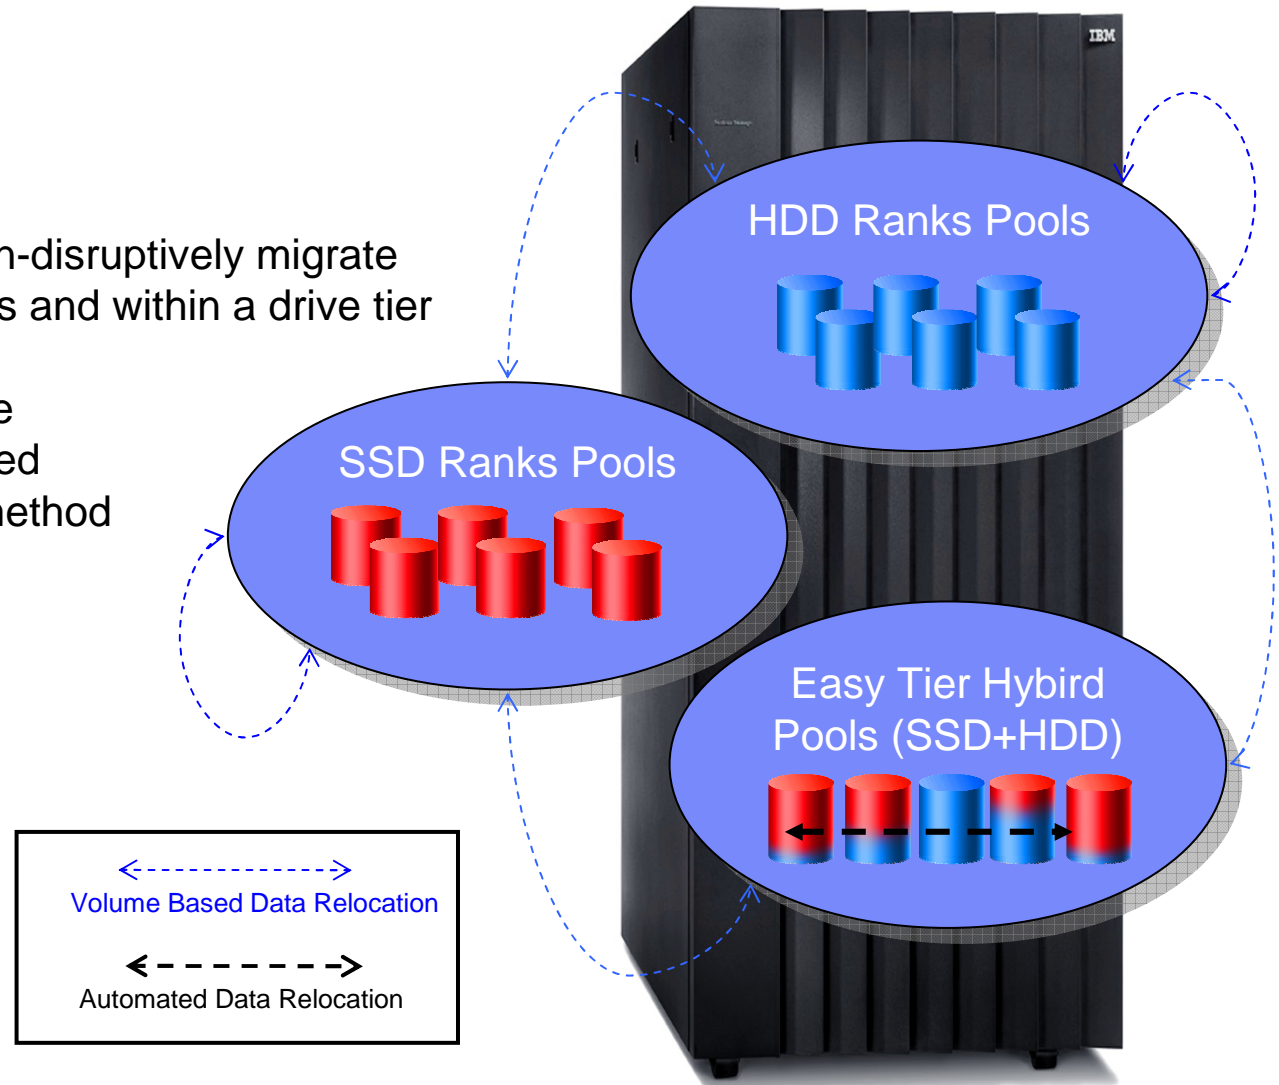 IBM
HDD Ranks Pools
n-disruptively migrate
s and within a drive tier
e
ed
nethod
SSD Ranks Pools
Easy Tier Hybird
Pools (SSD+HDD)
Volume Based Data Relocation
Automated Data Relocation